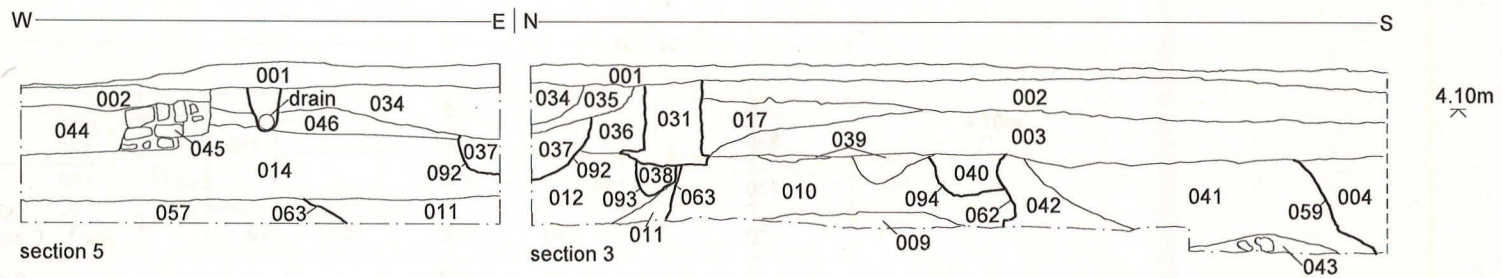 W E N S
001 001
002 drain 034 034 035 002 4.10m
044 046 036 031 017 003
045 037 037 039
014 092 092 038 040
012 093 063 010 094 041 059 004
057 063 011 062 042
011 009
section 5 section 3 043